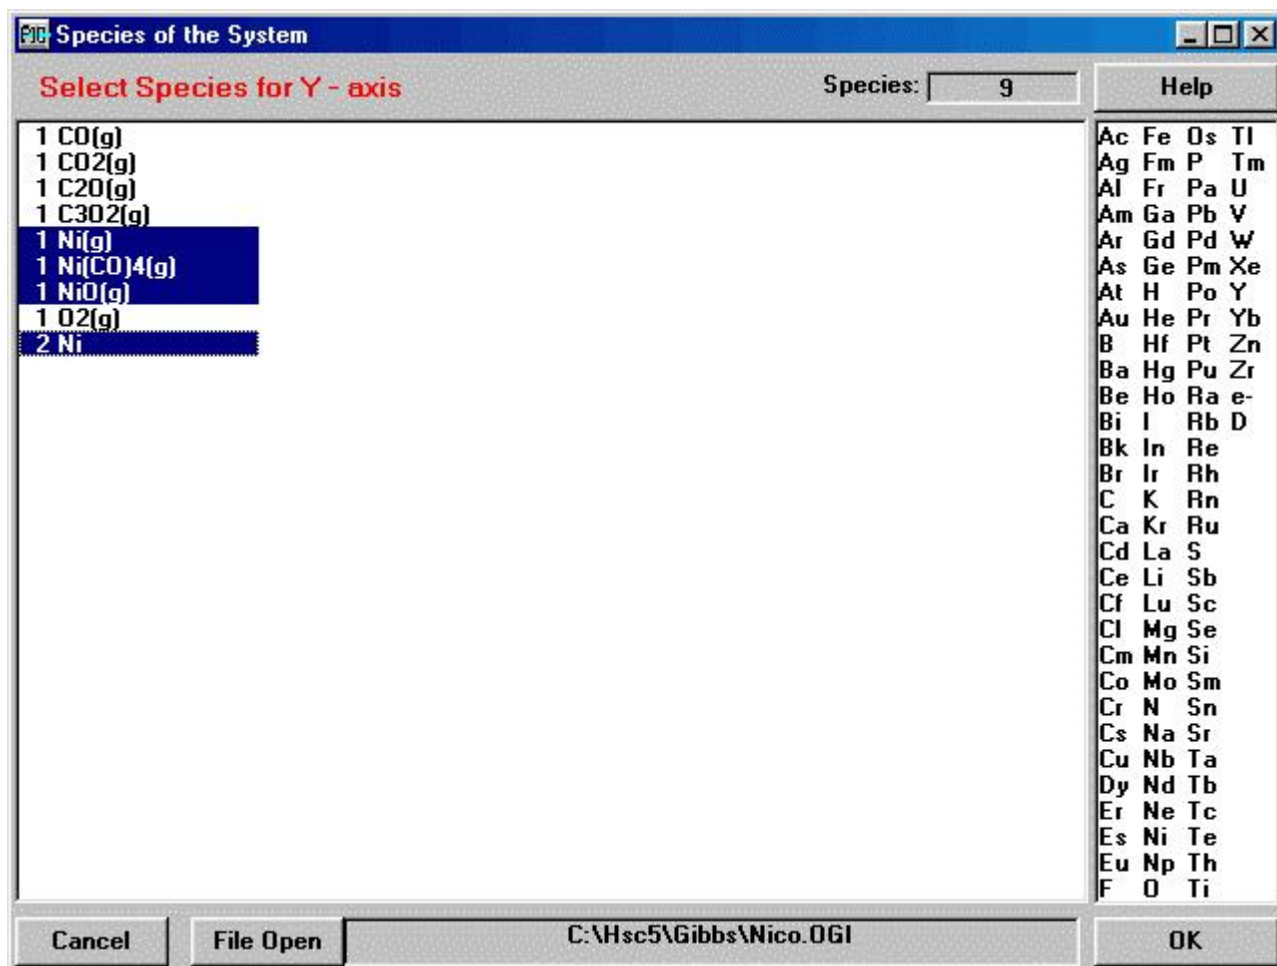 Species of the System
Select Species for Y - axis
Species: 9
Help
1 CO(g)
1 CO2(g)
1 C2O(g)
1 C3O2(g)
1 Ni(g)
1 Ni(CO)4(g)
1 NiO(g)
1 O2(g)
2 Ni
Ac Fe Os Tl
Ag Fm P Tm
Al Fr Pa U
Am Ga Pb V
Ar Gd Pd W
As Ge Pm Xe
At H Po Y
Au He Pr Yb
B Hf Pt Zn
Ba Hg Pu Zr
Be Ho Ra e-
Bi I Rb D
Bk In Re
Br Ir Rh
C K Rn
Ca Kr Ru
Cd La S
Ce Li Sb
Cf Lu Sc
Cl Mg Se
Cm Mn Si
Co Mo Sm
Cr N Sn
Cs Na Sr
Cu Nb Ta
Dy Nd Tb
Er Ne Tc
Es Ni Te
Eu Np Th
F O Ti
Cancel
File Open
C:\Hsc5\Gibbs\Nico.OGI
OK